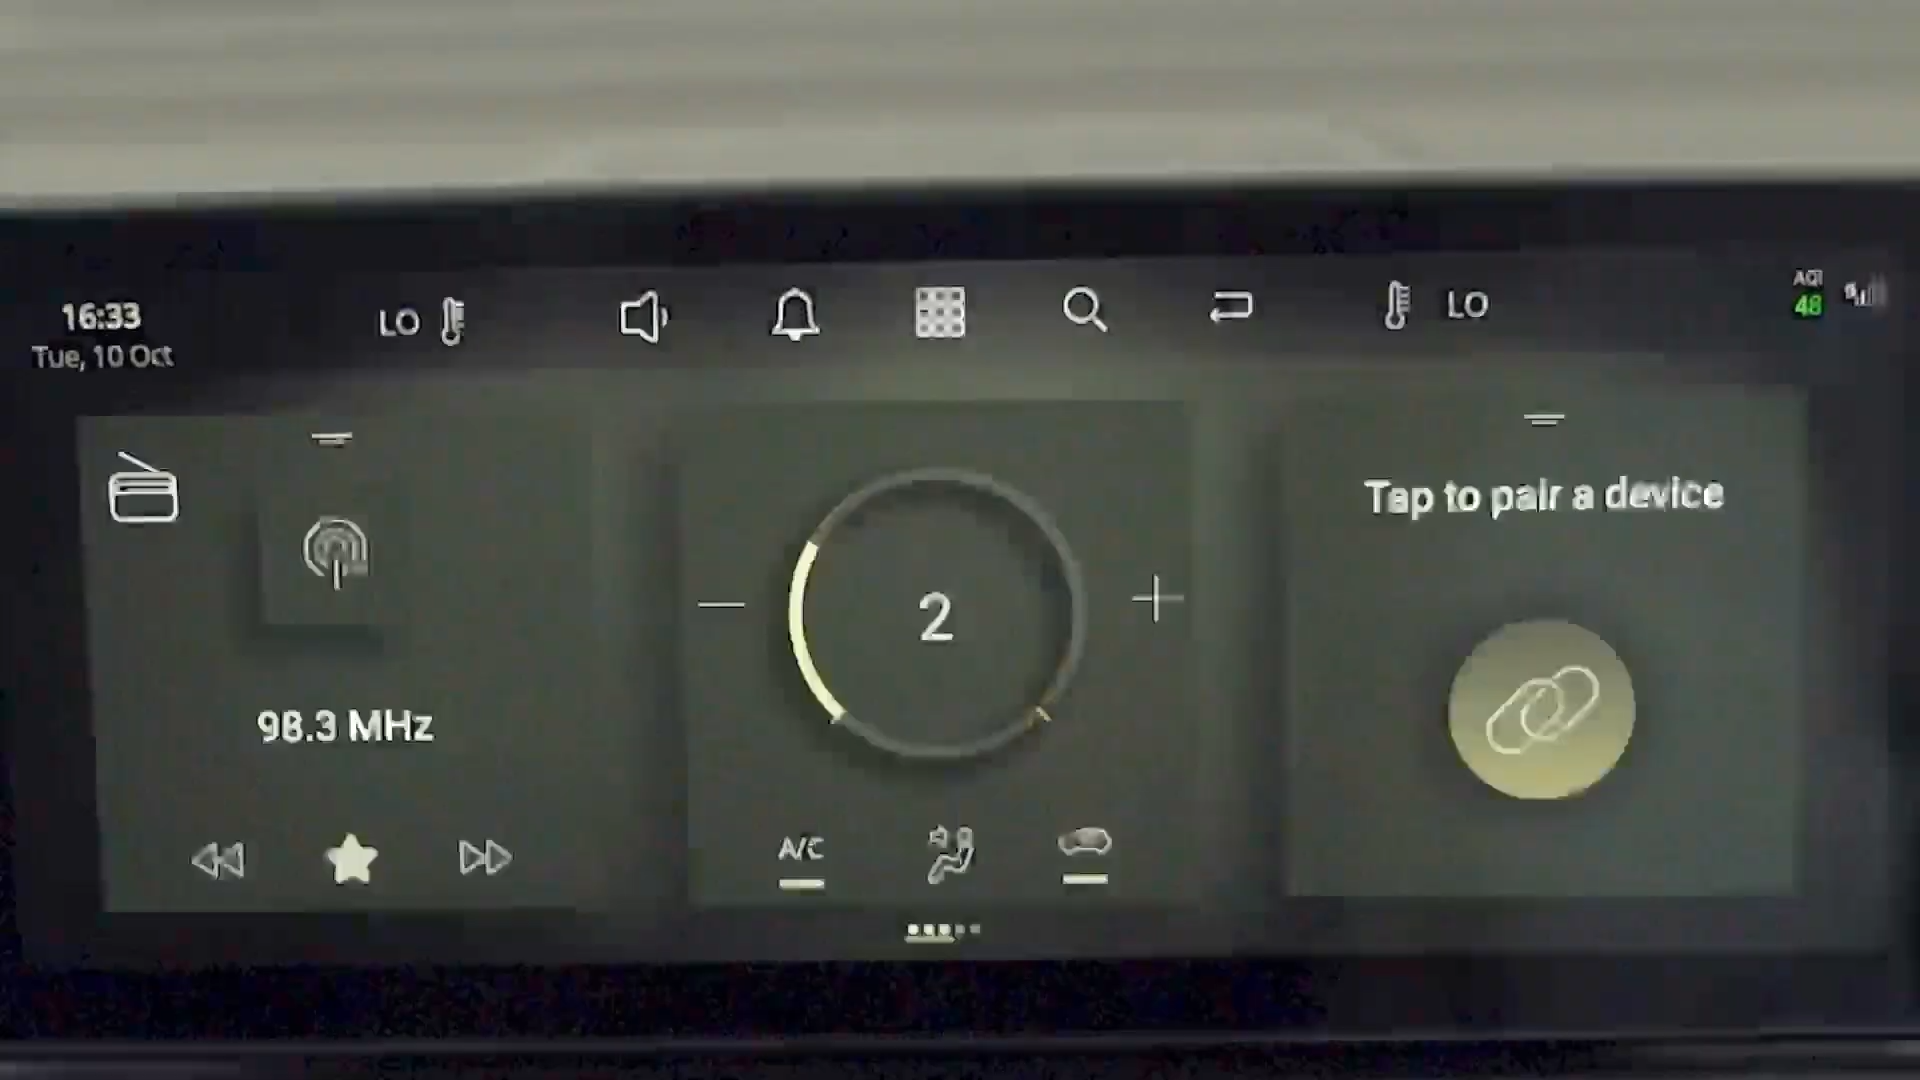 16:33
Tue, 10 Oct
LO
LO
AQI
48
98.3 MHz
2
A/C
Tap to pair a device